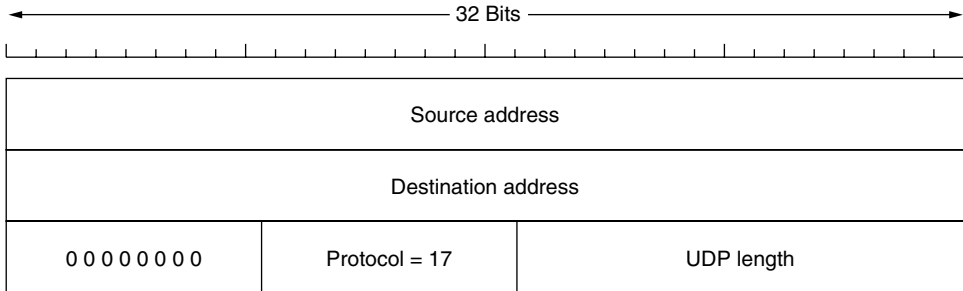 32 Bits
Source address
Destination address
0 0 0 0 0 0 0 0 Protocol = 17 UDP length